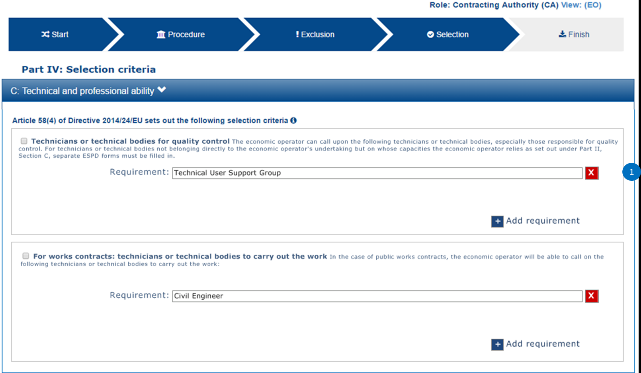 Role: Contracting Authority (CA) View: (EO)
Start Procedure ! Exclusion Selection Finish
Part IV: Selection criteria
C: Technical and professional ability
Article 58(4) of Directive 2014/24/EU sets out the following selection criteria
Technicians or technical bodies for quality control The economic operator can call upon the following technicians or technical bodies, especially those responsible for quality
control. For technicians or technical bodies not belonging directly to the economic operator's undertaking but on whose capacities the economic operator relies as set out under Part II,
Section C, separate ESPD forms must be filled in.
Requirement: Technical User Support Group X
1
+ Add requirement
For works contracts: technicians or technical bodies to carry out the work In the case of public works contracts, the economic operator will be able to call on the
following technicians or technical bodies to carry out the work:
Requirement: Civil Engineer X
+ Add requirement